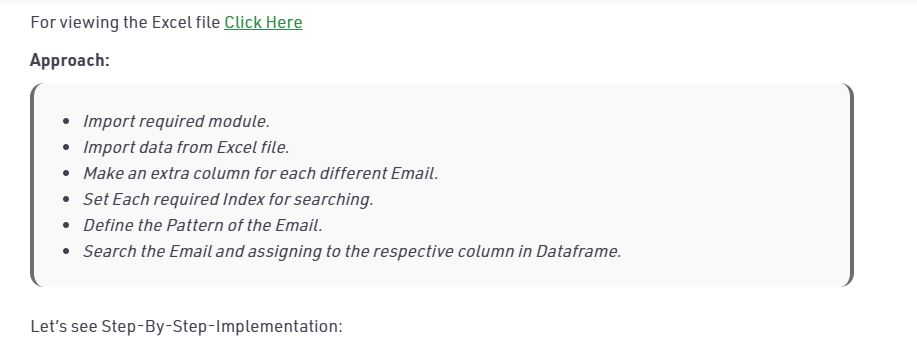 For viewing the Excel file Click Here
Approach:
• Import required module.
• Import data from Excel file.
• Make an extra column for each different Email.
• Set Each required Index for searching.
• Define the Pattern of the Email.
• Search the Email and assigning to the respective column in Dataframe.
Let's see Step-By-Step-Implementation: